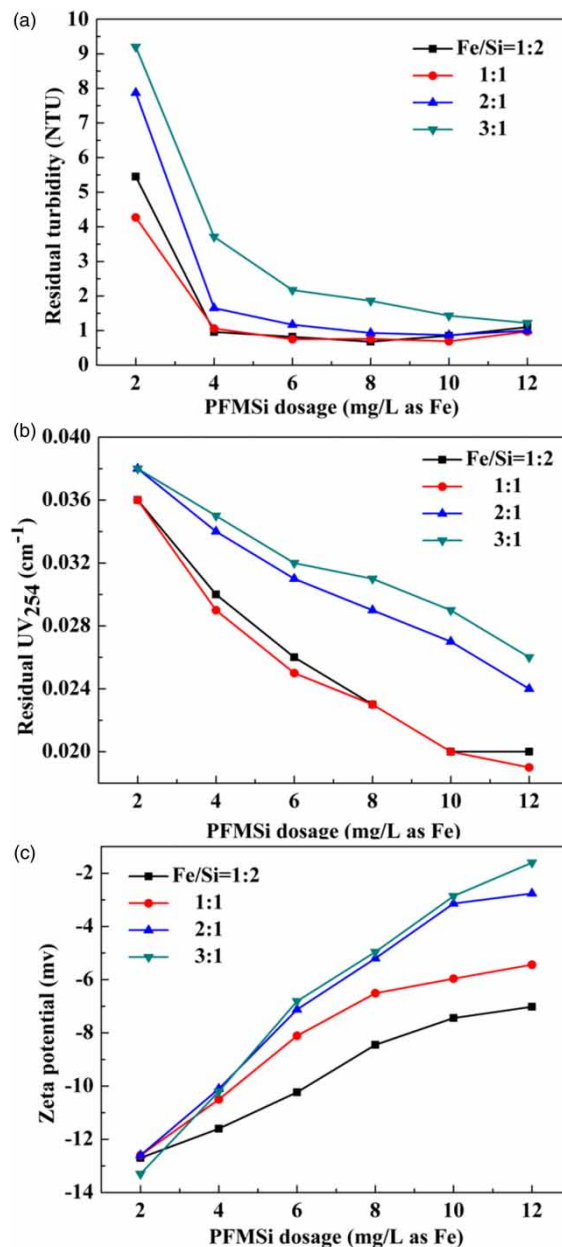 (a)
10
9
8
7
6
5
4
3
2
1
0
Residual turbidity (NTU)
Fe/Si=1:2
1:1
2:1
3:1
2 4 6 8 10 12
PFMSi dosage (mg/L as Fe)
(b)
0.040
0.036
0.032
0.028
0.024
0.020
Residual UV254 (cm-1)
Fe/Si=1:2
1:1
2:1
3:1
2 4 6 8 10 12
PFMSi dosage (mg/L as Fe)
(c)
-2
-4
-6
-8
-10
-12
-14
Zeta potential (mv)
Fe/Si=1:2
1:1
2:1
3:1
2 4 6 8 10 12
PFMSi dosage (mg/L as Fe)